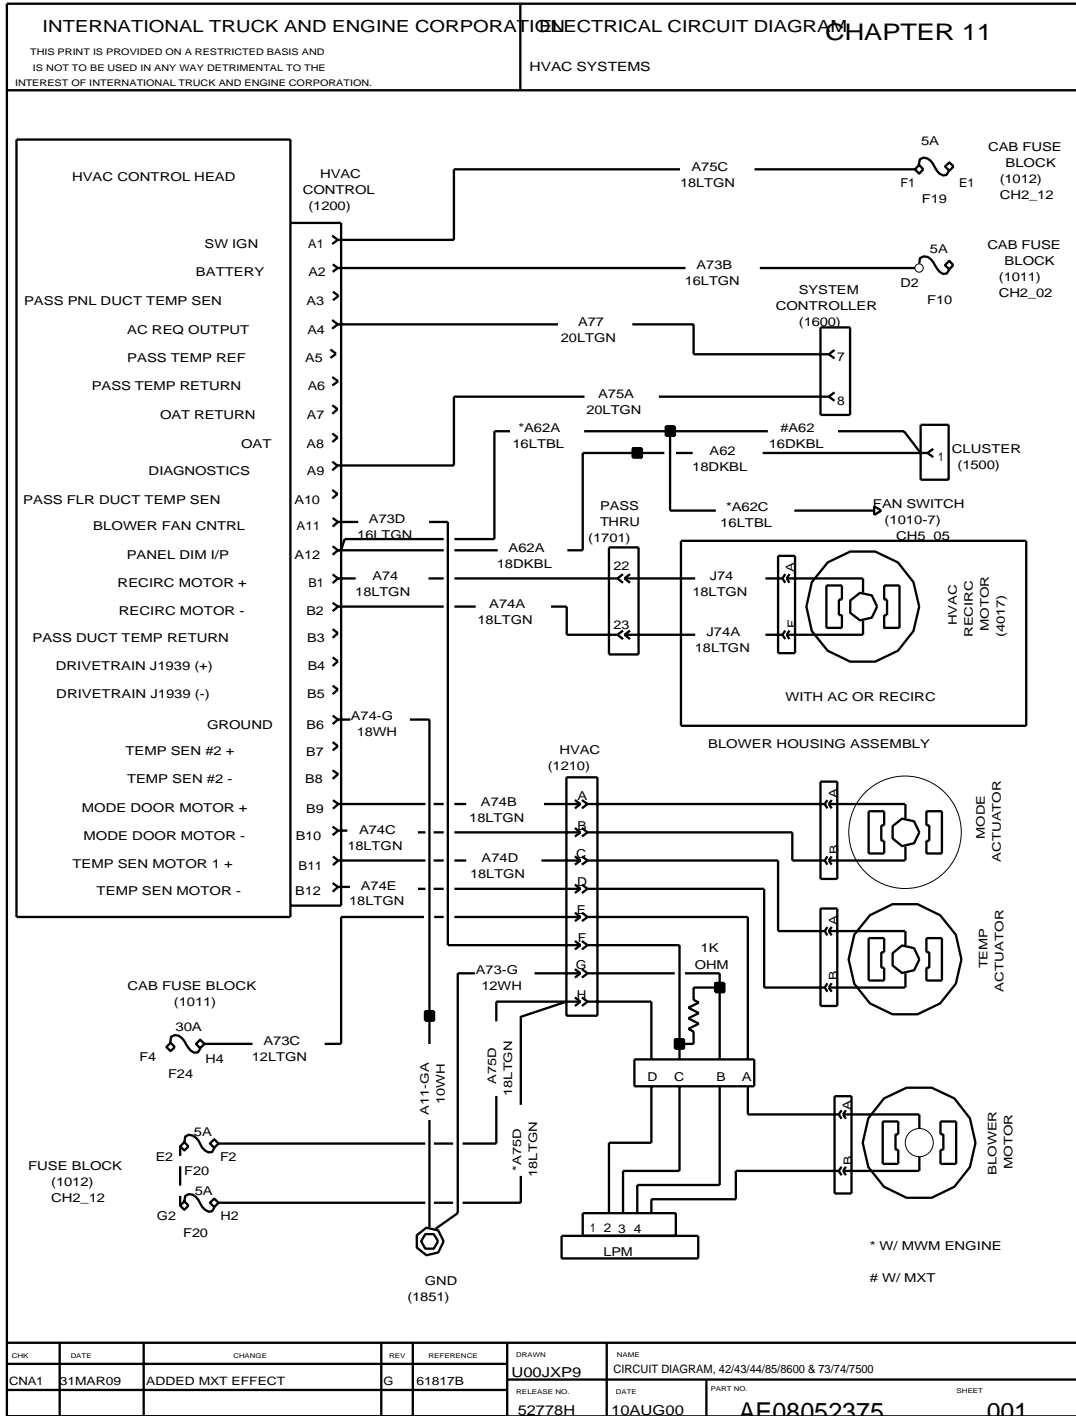 INTERNATIONAL TRUCK AND ENGINE CORPORATION
ELECTRICAL CIRCUIT DIAGRAM
CHAPTER 11
THIS PRINT IS PROVIDED ON A RESTRICTED BASIS AND
IS NOT TO BE USED IN ANY WAY DETRIMENTAL TO THE
INTEREST OF INTERNATIONAL TRUCK AND ENGINE CORPORATION.
HVAC SYSTEMS
HVAC CONTROL HEAD
HVAC
CONTROL
(1200)
SW IGN A1
BATTERY A2
PASS PNL DUCT TEMP SEN A3
AC REQ OUTPUT A4
PASS TEMP REF A5
PASS TEMP RETURN A6
OAT RETURN A7
OAT A8
DIAGNOSTICS A9
PASS FLR DUCT TEMP SEN A10
BLOWER FAN CNTRL A11
PANEL DIM I/P A12
RECIRC MOTOR + B1
RECIRC MOTOR - B2
PASS DUCT TEMP RETURN B3
DRIVETRAIN J1939 (+) B4
DRIVETRAIN J1939 (-) B5
GROUND B6
TEMP SEN #2 + B7
TEMP SEN #2 - B8
MODE DOOR MOTOR + B9
MODE DOOR MOTOR - B10
TEMP SEN MOTOR 1 + B11
TEMP SEN MOTOR - B12
A75C
18LTGN
5A
F1 E1
F19
CAB FUSE
BLOCK
(1012)
CH2_12
A73B
16LTGN
5A
D2
F10
CAB FUSE
BLOCK
(1011)
CH2_02
SYSTEM
CONTROLLER
(1600)
7
8
A77
20LTGN
A75A
20LTGN
*A62A
16LTBL
#A62
16DKBL
A62
18DKBL
1
CLUSTER
(1500)
*A62C
16LTBL
FAN SWITCH
(1010-7)
CH5_05
A73D
16LTGN
A62A
18DKBL
PASS
THRU
(1701)
22
23
A74
18LTGN
A74A
18LTGN
J74
18LTGN
J74A
18LTGN
A
F
HVAC
RECIRC
MOTOR
(4017)
WITH AC OR RECIRC
BLOWER HOUSING ASSEMBLY
A74-G
18WH
HVAC
(1210)
A
B
C
D
E
F
G
H
A74B
18LTGN
A74C
18LTGN
A74D
18LTGN
A74E
18LTGN
A
B
MODE
ACTUATOR
A
B
TEMP
ACTUATOR
1K
OHM
A73-G
12WH
CAB FUSE BLOCK
(1011)
30A
F4 H4
F24
A73C
12LTGN
A11-GA
10WH
A75D
18LTGN
*A75D
18LTGN
D C B A
FUSE BLOCK
(1012)
CH2_12
5A
E2 F2
F20
5A
G2 H2
F20
A
B
BLOWER
MOTOR
1 2 3 4
LPM
GND
(1851)
* W/ MWM ENGINE
# W/ MXT
CHK DATE CHANGE REV REFERENCE
CNA1 31MAR09 ADDED MXT EFFECT G 61817B
DRAWN
U00JXP9
NAME
CIRCUIT DIAGRAM, 42/43/44/85/8600 & 73/74/7500
RELEASE NO.
52778H
DATE
10AUG00
PART NO.
AE08052375
SHEET
001